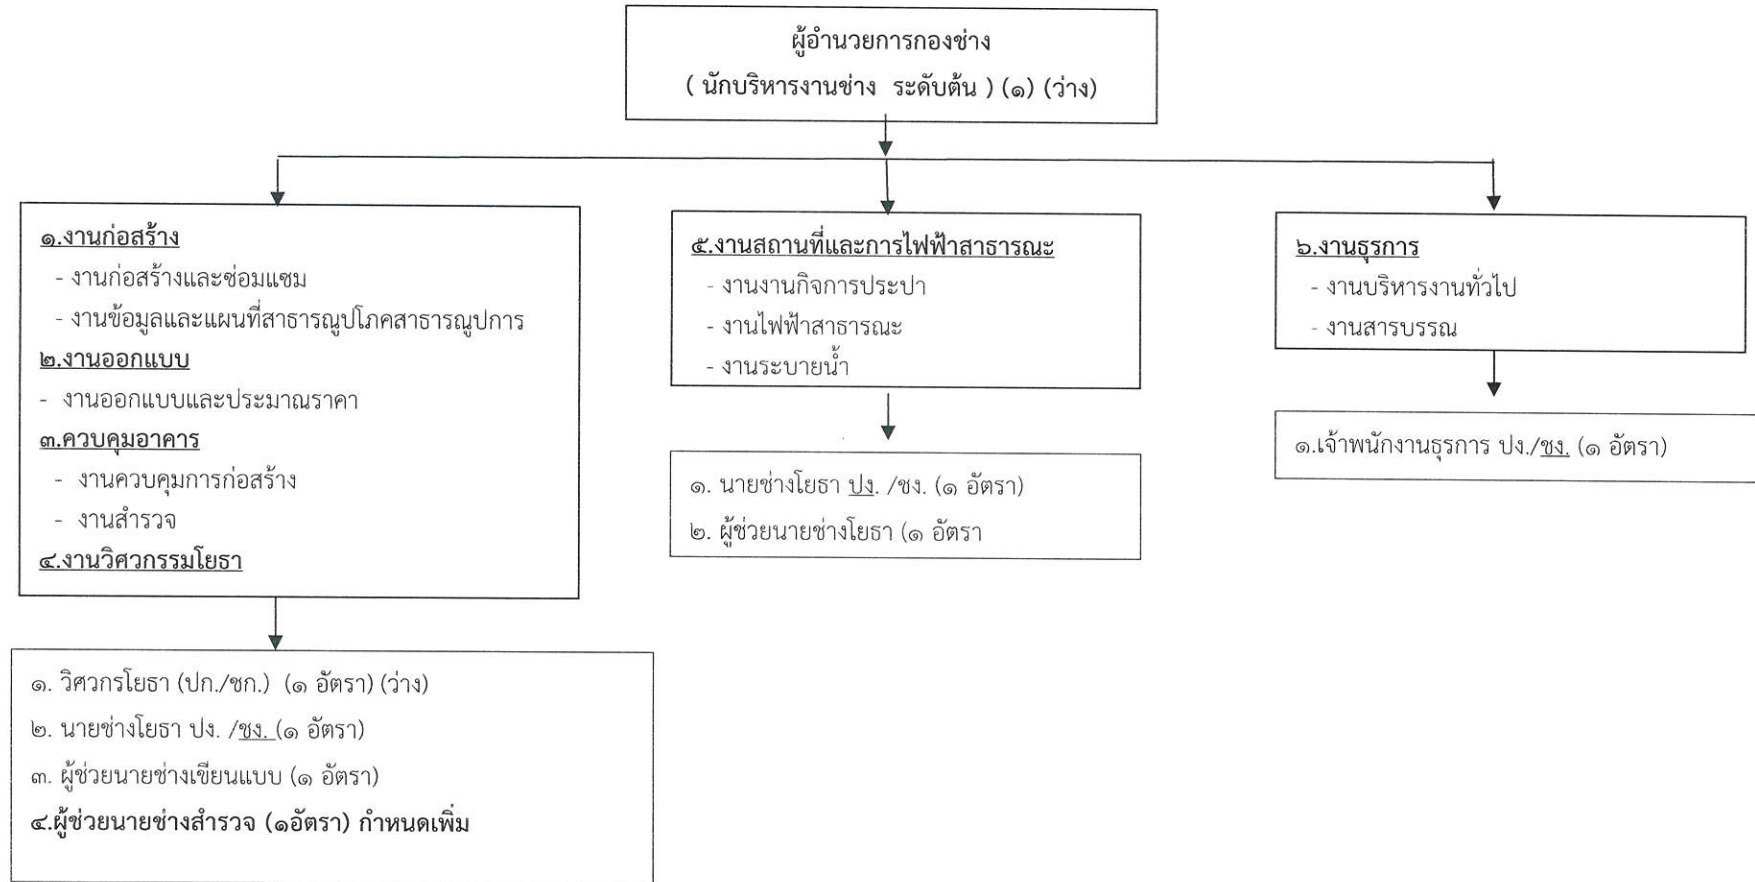 ผู้อำนวยการกองช่าง
( นักบริหารงานช่าง ระดับต้น ) (๑) (ว่าง)
๑.งานก่อสร้าง
- งานก่อสร้างและซ่อมแซม
- งานข้อมูลและแผนที่สาธารณูปโภคสาธารณูปการ
๒.งานออกแบบ
- งานออกแบบและประมาณราคา
๓.ควบคุมอาคาร
- งานควบคุมการก่อสร้าง
- งานสำรวจ
๔.งานวิศวกรรมโยธา
๑. วิศวกรโยธา (ปก./ชก.) (๑ อัตรา) (ว่าง)
๒. นายช่างโยธา ปง. /ชง. (๑ อัตรา)
๓. ผู้ช่วยนายช่างเขียนแบบ (๑ อัตรา)
๔.ผู้ช่วยนายช่างสำรวจ (๑อัตรา) กำหนดเพิ่ม
๕.งานสถานที่และการไฟฟ้าสาธารณะ
- งานงานกิจการประปา
- งานไฟฟ้าสาธารณะ
- งานระบายน้ำ
๑. นายช่างโยธา ปง. /ชง. (๑ อัตรา)
๒. ผู้ช่วยนายช่างโยธา (๑ อัตรา
๖.งานธุรการ
- งานบริหารงานทั่วไป
- งานสารบรรณ
๑.เจ้าพนักงานธุรการ ปง./ชง. (๑ อัตรา)